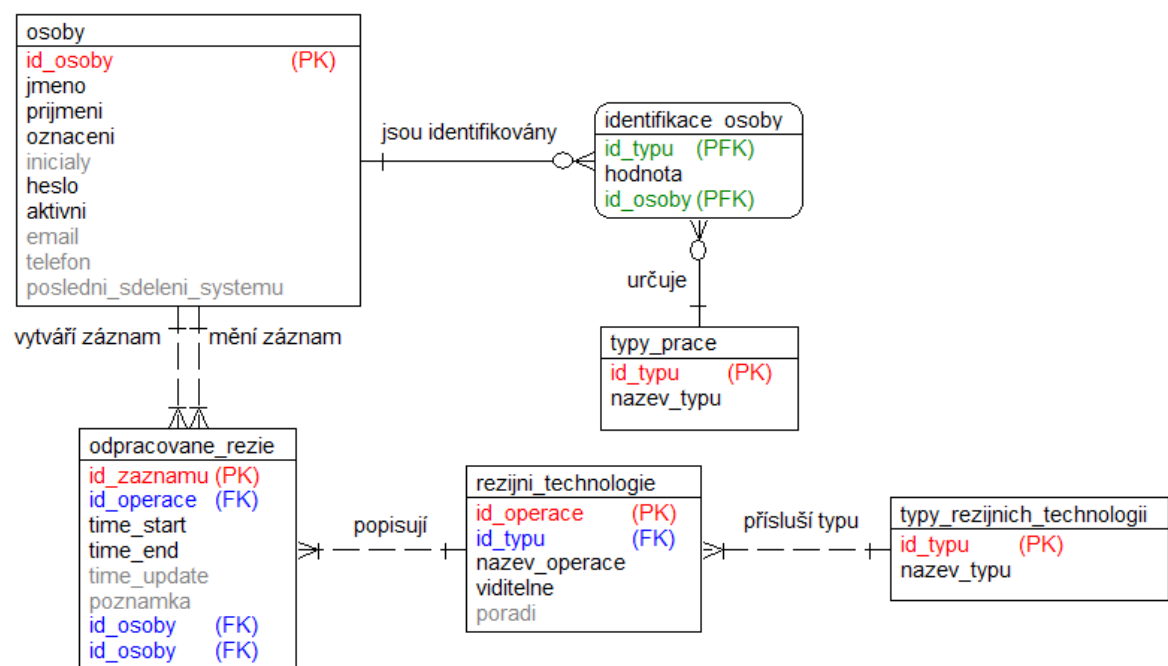 osoby
id_osoby (PK)
jmeno
prijmeni
oznaceni
inicialy
heslo
aktivni
email
telefon
posledni_sdeleni_systemu
jsou identifikovány
identifikace_osoby
id_typu (PFK)
hodnota
id_osoby (PFK)
určuje
typy_prace
id_typu (PK)
nazev_typu
vytváří záznam
mění záznam
odpracovane_rezie
id_zaznamu (PK)
id_operace (FK)
time_start
time_end
time_update
poznamka
id_osoby (FK)
id_osoby (FK)
popisují
rezijni_technologie
id_operace (PK)
id_typu (FK)
nazev_operace
viditelne
poradi
přísluší typu
typy_rezijnich_technologii
id_typu (PK)
nazev_typu